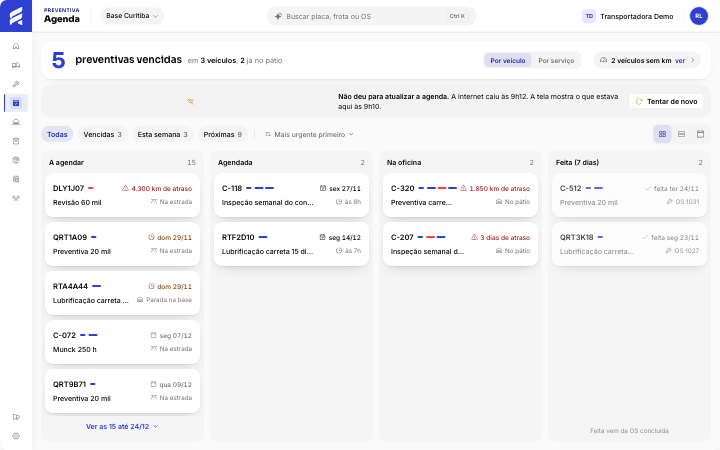 PREVENTIVA
Agenda
Base Curitiba
Buscar placa, frota ou OS
Ctrl K
TD
Transportadora Demo
RL
5 preventivas vencidas em 3 veículos, 2 já no pátio
Por veículo
Por serviço
2 veículos sem km ver
Não deu para atualizar a agenda. A internet caiu às 9h12. A tela mostra o que estava
aqui às 9h10.
Tentar de novo
Todas
Vencidas 3
Esta semana 3
Próximas 9
Mais urgente primeiro
A agendar 15
DLY1J07 4.300 km de atraso
Revisão 60 mil Na estrada
QRT1A09 dom 29/11
Preventiva 20 mil Na estrada
RTA4A44 dom 29/11
Lubrificação carreta ... Parada na base
C-072 seg 07/12
Munck 250 h Na estrada
QRT9B71 qua 09/12
Preventiva 20 mil Na estrada
Ver as 15 até 24/12
Agendada 2
C-118 sex 27/11
Inspeção semanal do con... às 8h
RTF2D10 seg 14/12
Lubrificação carreta 15 di... às 7h
Na oficina 2
C-320 1.850 km de atraso
Preventiva carre... No pátio
C-207 3 dias de atraso
Inspeção semanal d... No pátio
Feita (7 dias) 2
C-512 feita ter 24/11
Preventiva 20 mil OS 1031
QRT3K18 feita seg 23/11
Lubrificação carreta... OS 1027
Feita vem da OS concluída